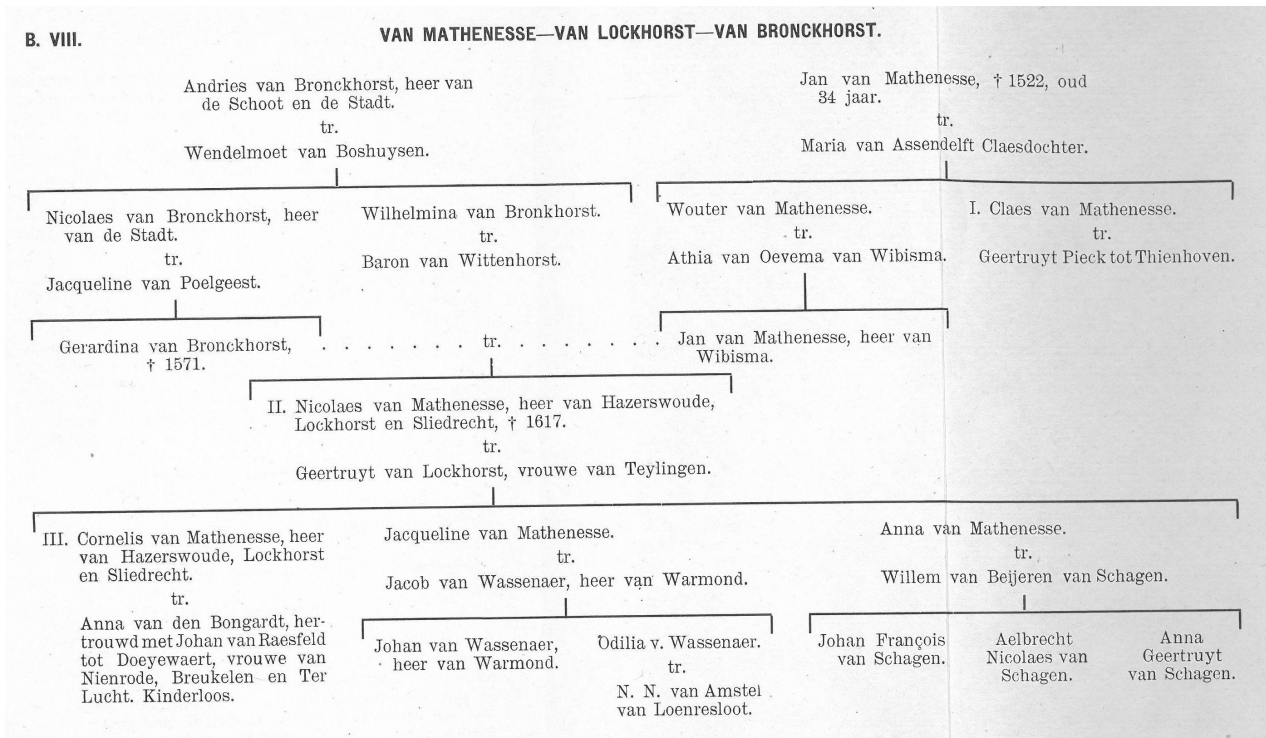 B. VIII.
VAN MATHENESSE—VAN LOCKHORST—VAN BRONCKHORST.
Andries van Bronckhorst, heer van
de Schoot en de Stadt.
tr.
Wendelmoet van Boshuysen.
Jan van Mathenesse, † 1522, oud
34 jaar.
tr.
Maria van Assendelft Claesdochter.
Nicolaes van Bronckhorst, heer
van de Stadt.
tr.
Jacqueline van Poelgeest.
Wilhelmina van Bronkhorst.
tr.
Baron van Wittenhorst.
Wouter van Mathenesse.
tr.
Athia van Oevema van Wibisma.
I. Claes van Mathenesse.
tr.
Geertruyt Pieck tot Thienhoven.
Gerardina van Bronckhorst,
† 1571.
. . . . . . . tr. . . . . . . . .
Jan van Mathenesse, heer van
Wibisma.
II. Nicolaes van Mathenesse, heer van Hazerswoude,
Lockhorst en Sliedrecht, † 1617.
tr.
Geertruyt van Lockhorst, vrouwe van Teylingen.
III. Cornelis van Mathenesse, heer
van Hazerswoude, Lockhorst
en Sliedrecht.
tr.
Anna van den Bongardt, her-
trouwd met Johan van Raesfeld
tot Doeyewaert, vrouwe van
Nienrode, Breukelen en Ter
Lucht. Kinderloos.
Jacqueline van Mathenesse.
tr.
Jacob van Wassenaer, heer van Warmond.
Johan van Wassenaer,
heer van Warmond.
Odilia v. Wassenaer.
tr.
N. N. van Amstel
van Loenresloot.
Anna van Mathenesse.
tr.
Willem van Beijeren van Schagen.
Johan François
van Schagen.
Aelbrecht
Nicolaes van
Schagen.
Anna
Geertruyt
van Schagen.